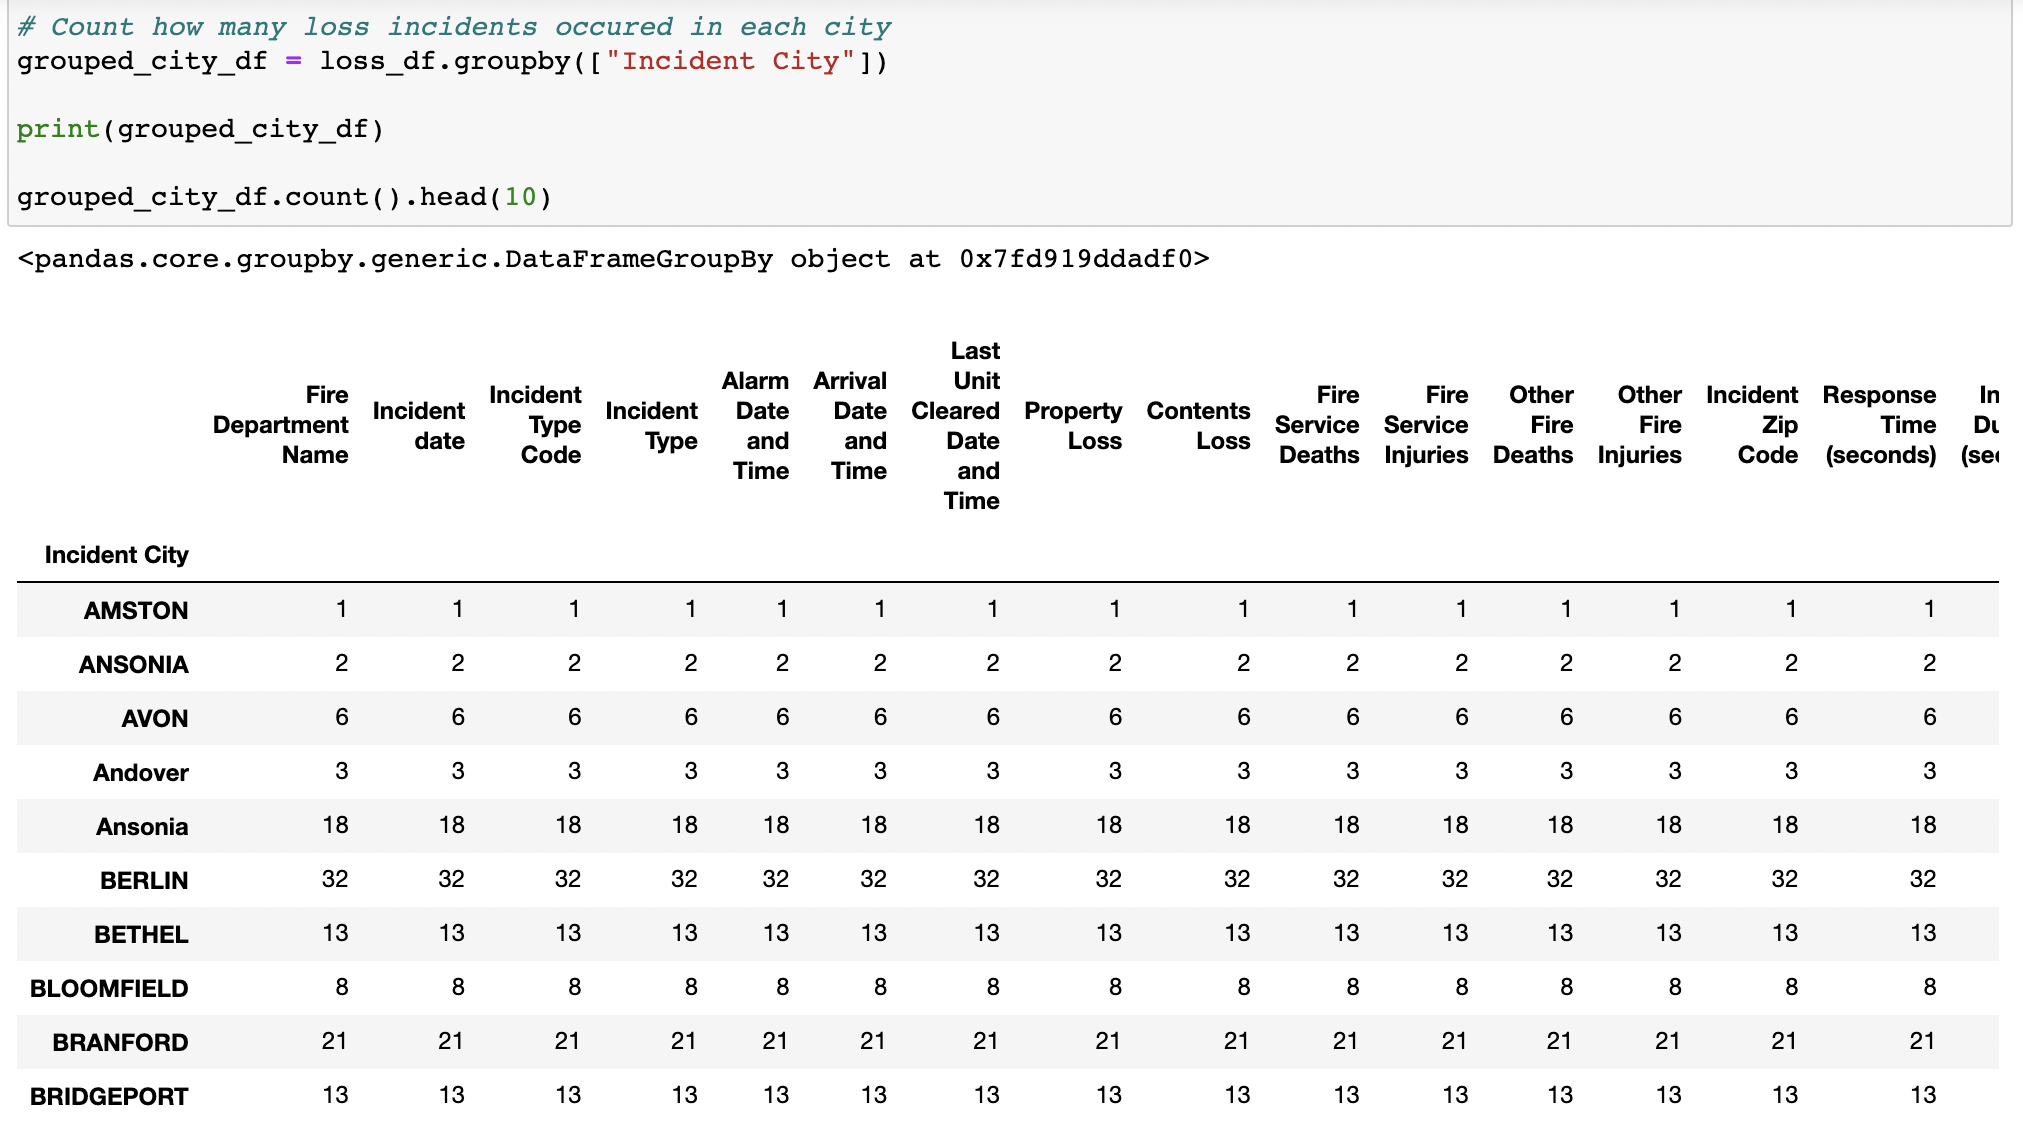 # Count how many loss incidents occured in each city
grouped_city_df = loss_df.groupby(["Incident City"])
print(grouped_city_df)
grouped_city_df.count().head(10)
<pandas.core.groupby.generic.DataFrameGroupBy object at 0x7fd919ddadf0>
Fire Department Name Incident date Incident Type Code Incident Type Alarm Date and Time Arrival Date and Time Last Unit Cleared Date and Time Property Loss Contents Loss Fire Service Deaths Fire Service Injuries Other Fire Deaths Other Fire Injuries Incident Zip Code Response Time (seconds)
Incident City
AMSTON 1 1 1 1 1 1 1 1 1 1 1 1 1 1 1
ANSONIA 2 2 2 2 2 2 2 2 2 2 2 2 2 2 2
AVON 6 6 6 6 6 6 6 6 6 6 6 6 6 6 6
Andover 3 3 3 3 3 3 3 3 3 3 3 3 3 3 3
Ansonia 18 18 18 18 18 18 18 18 18 18 18 18 18 18 18
BERLIN 32 32 32 32 32 32 32 32 32 32 32 32 32 32 32
BETHEL 13 13 13 13 13 13 13 13 13 13 13 13 13 13 13
BLOOMFIELD 8 8 8 8 8 8 8 8 8 8 8 8 8 8 8
BRANFORD 21 21 21 21 21 21 21 21 21 21 21 21 21 21 21
BRIDGEPORT 13 13 13 13 13 13 13 13 13 13 13 13 13 13 13